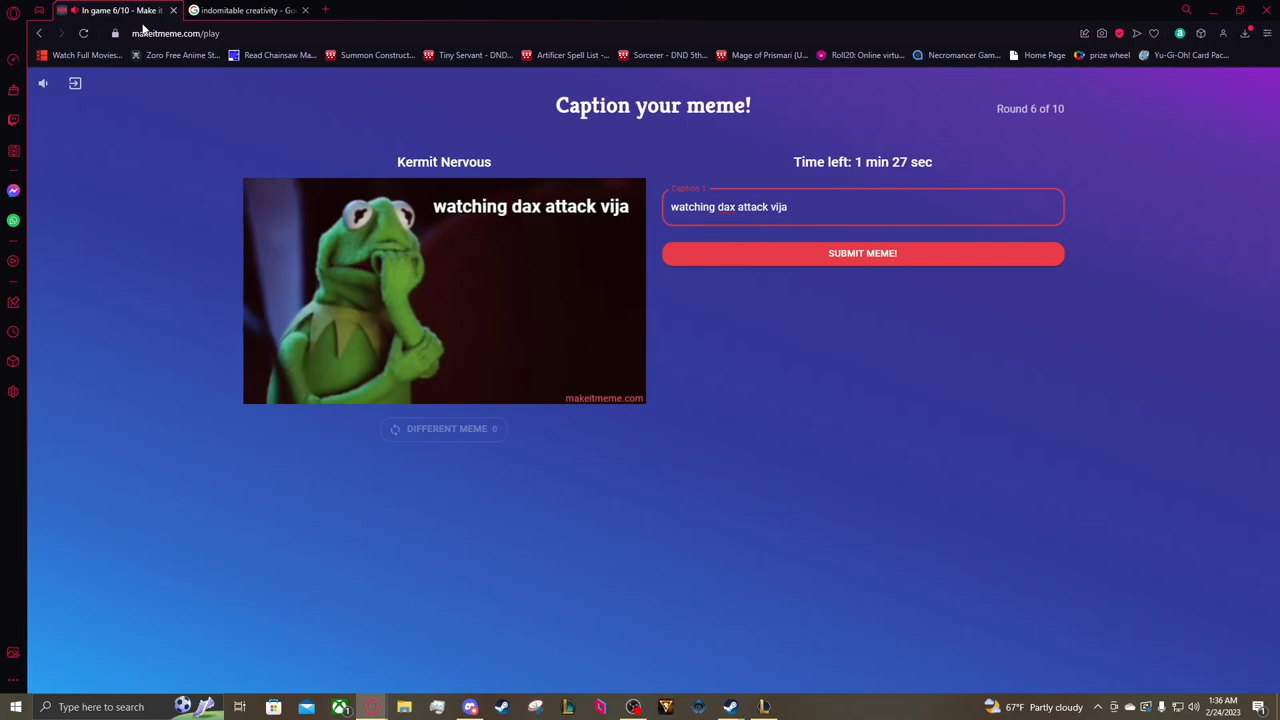 In game 6/10 - Make it
indomitable creativity - Go
makeitmeme.com/play
Watch Full Movies...
Zoro Free Anime St...
Read Chainsaw Ma...
Summon Construct...
Tiny Servant - DND...
Artificer Spell List -...
Sorcerer - DND 5th...
Mage of Prismari (U...
Roll20: Online virtu...
Necromancer Gam...
Home Page
prize wheel
Yu-Gi-Oh! Card Pac...
Caption your meme!
Round 6 of 10
Kermit Nervous
Time left: 1 min 27 sec
watching dax attack vija
makeitmeme.com
Caption 1
watching dax attack vija
SUBMIT MEME!
DIFFERENT MEME 0
Type here to search
67°F Partly cloudy
1:36 AM
2/24/2023